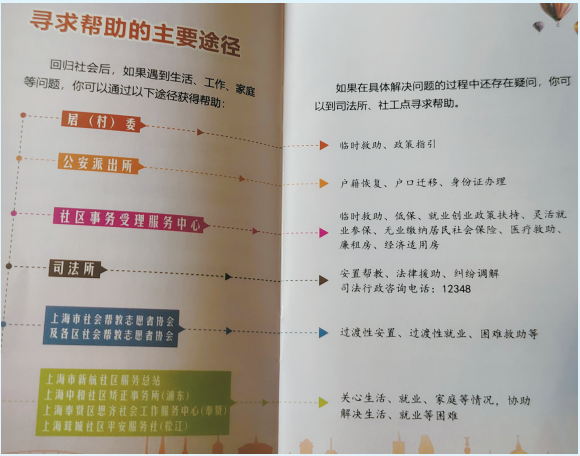 寻求帮助的主要途径
回归社会后，如果遇到生活、工作、家庭
等问题，你可以通过以下途径获得帮助：
居（村）委
公安派出所
社区事务受理服务中心
司法所
上海市社会帮教志愿者协会
及各区社会帮教志愿者协会
上海市新航社区服务总站
上海中和社区矫正事务所(浦东)
上海奉贤区思齐社会工作服务中心(奉贤)
上海茸城社区平安服务社(松江)
如果在具体解决问题的过程中还存在疑问，你可
以到司法所、社工点寻求帮助。
临时救助、政策指引
户籍恢复、户口迁移、身份证办理
临时救助、低保、就业创业政策扶持、灵活就
业参保、无业缴纳居民社会保险、医疗救助、
廉租房、经济适用房
安置帮教、法律援助、纠纷调解
司法行政咨询电话：12348
过渡性安置、过渡性就业、困难救助等
关心生活、就业、家庭等情况，协助
解决生活、就业等困难